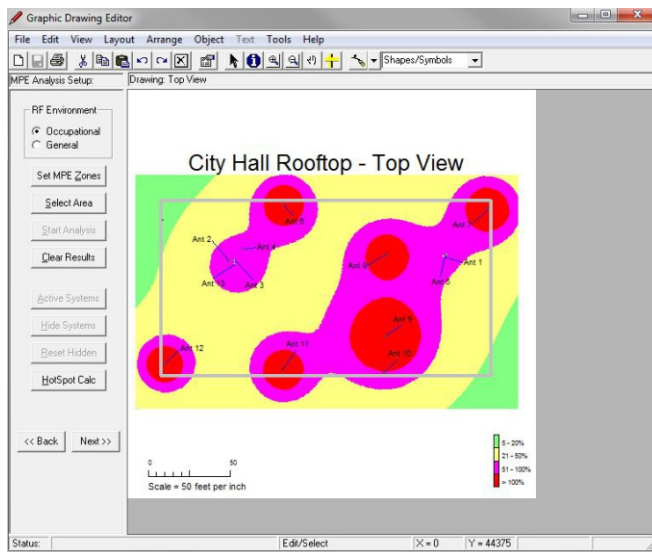 Graphic Drawing Editor
File Edit View Layout Arrange Object Text Tools Help
Shapes/Symbols
MPE Analysis Setup:
Drawing: Top View
RF Environment
Occupational
General
Set MPE Zones
Select Area
Start Analysis
Clear Results
Active Systems
Hide Systems
Reset Hidden
HotSpot Calc
<< Back
Next >>
City Hall Rooftop - Top View
Ant 6
Ant 7
Ant 2
Ant 4
Ant 13
Ant 3
Ant 8
Ant 1
Ant 5
Ant 9
Ant 12
Ant 11
Ant 10
0 50
Scale = 50 feet per inch
5 - 20%
21 - 50%
51 - 100%
> 100%
Status:
Edit/Select
X = 0
Y = 44375